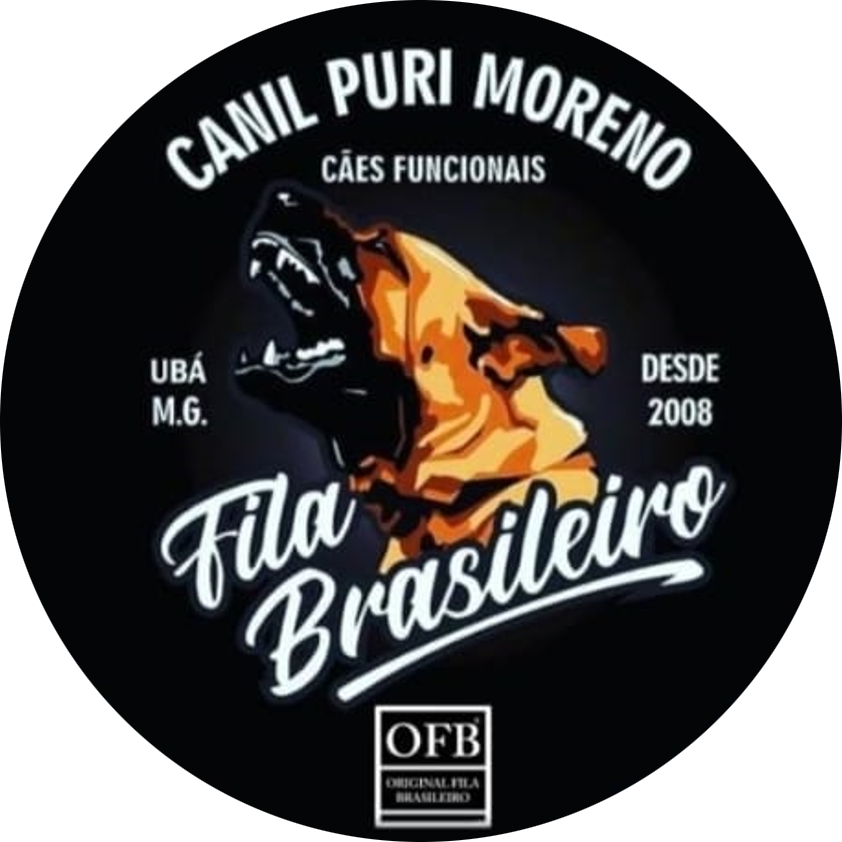 CANIL PURI MORENO
CÃES FUNCIONAIS
UBÁ
M.G.
DESDE
2008
Fila
Brasileiro
OFB
ORIGINAL FILA
BRASILEIRO